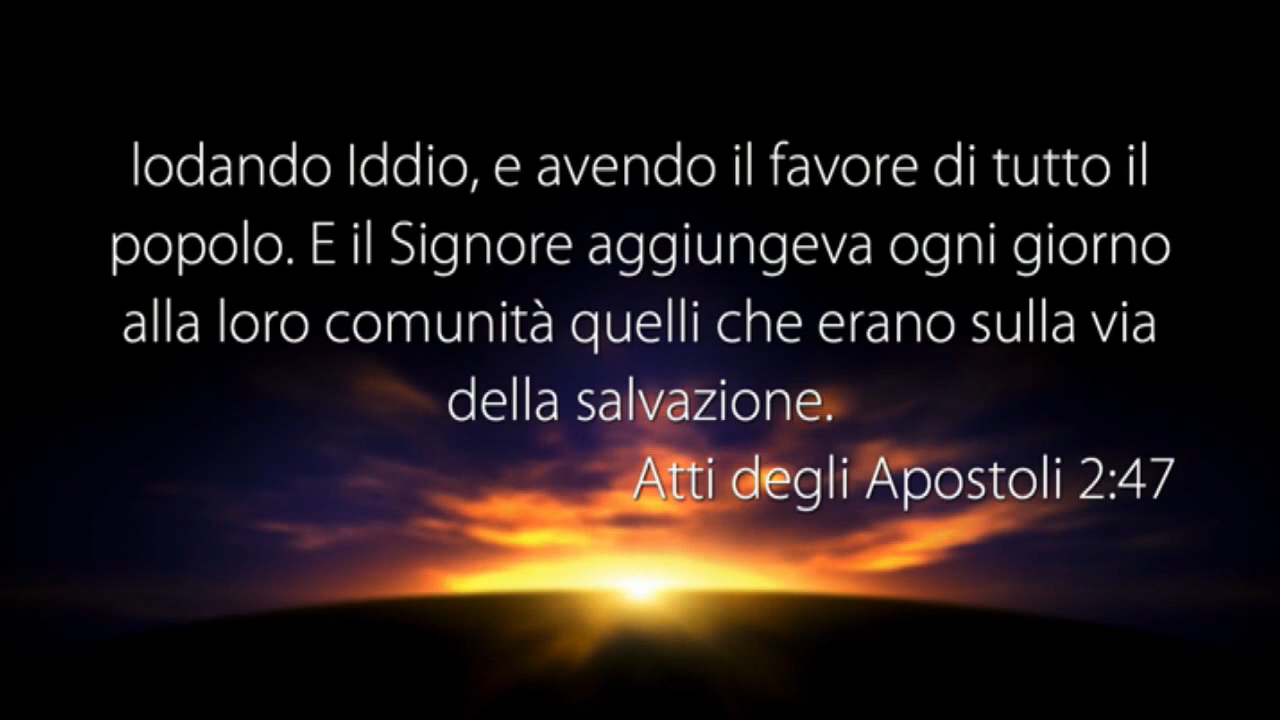 lodando Iddio, e avendo il favore di tutto il
popolo. E il Signore aggiungeva ogni giorno
alla loro comunità quelli che erano sulla via
della salvazione.
Atti degli Apostoli 2:47